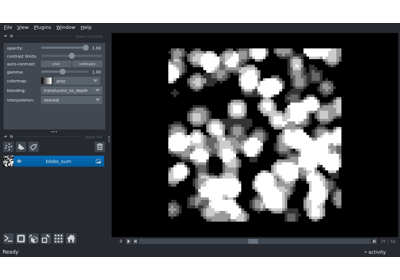 File View Plugins Window Help
opacity: 1.00
contrast limits:
auto-contrast: once continuous
gamma: 1.00
colormap: gray
blending: translucent_no_depth
interpolation: nearest
blobs_sum
Ready
activity